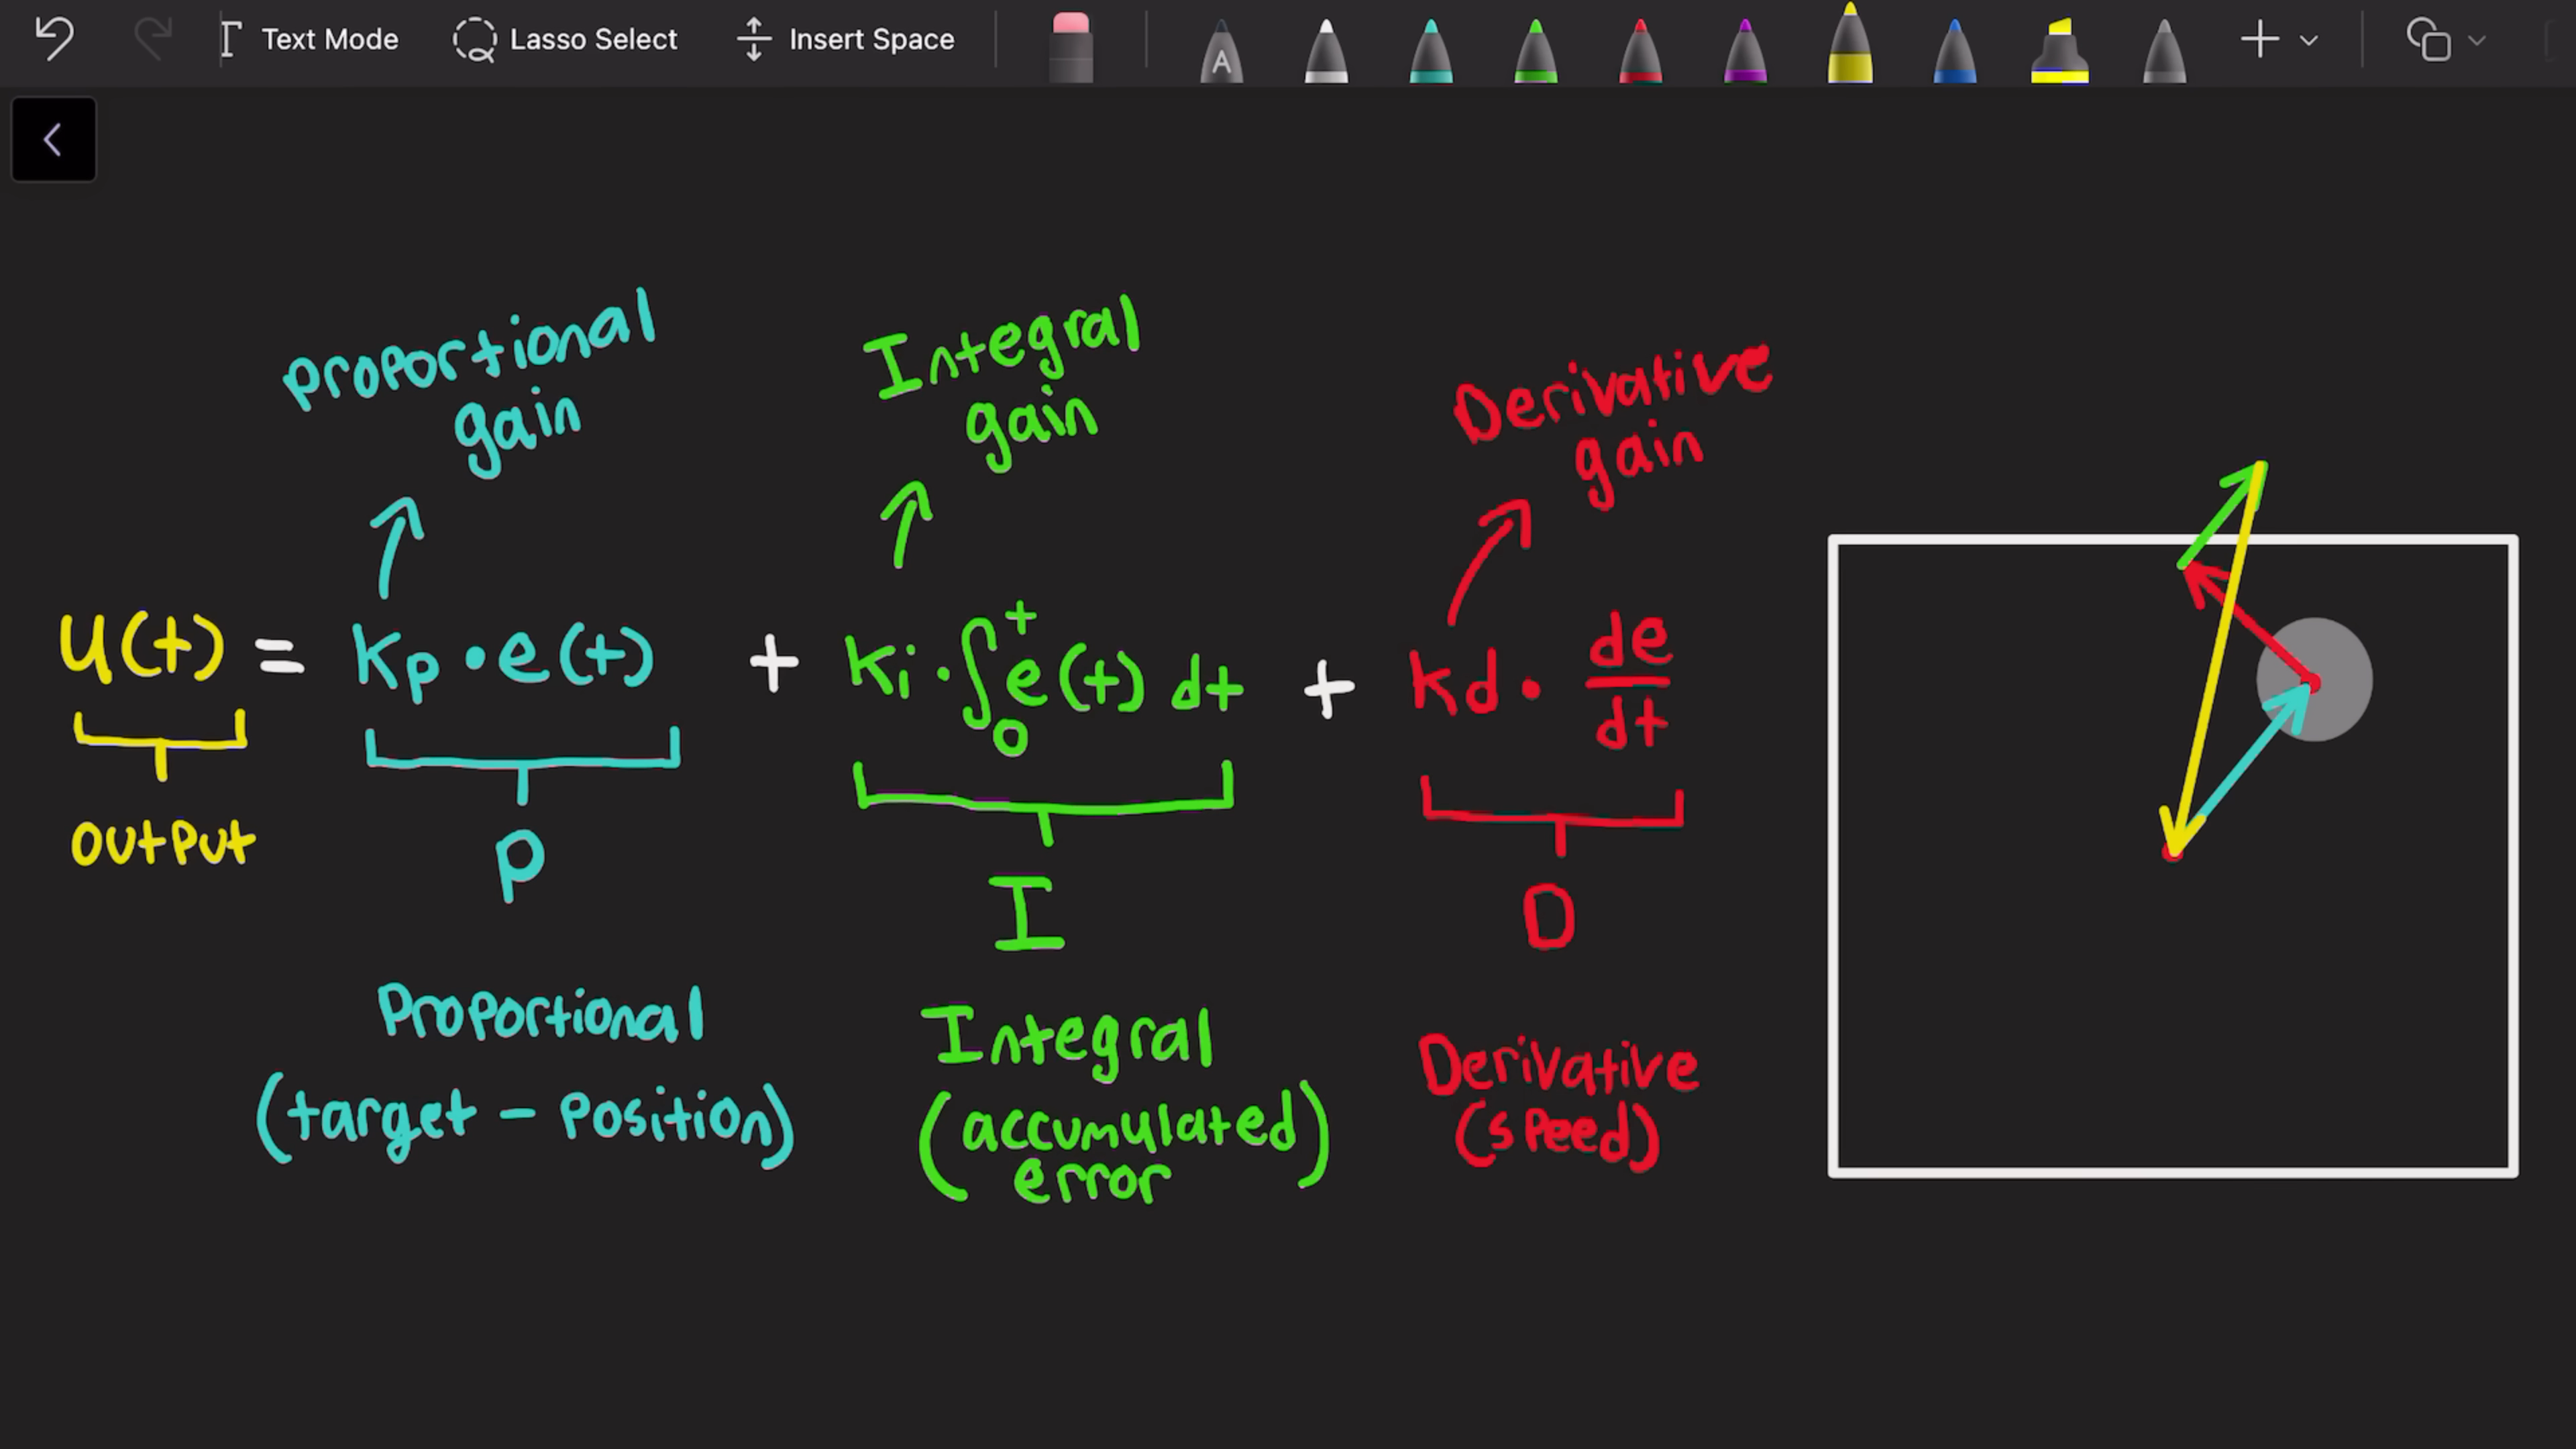 Text Mode Lasso Select Insert Space
A
proportional
gain
Integral
gain
Derivative
gain
u(t) = Kp • e(t) + Ki • ∫₀ᵗ e(t) dt + Kd • de/dt
output
P
I
D
Proportional
(target - position)
Integral
(accumulated
error)
Derivative
(speed)